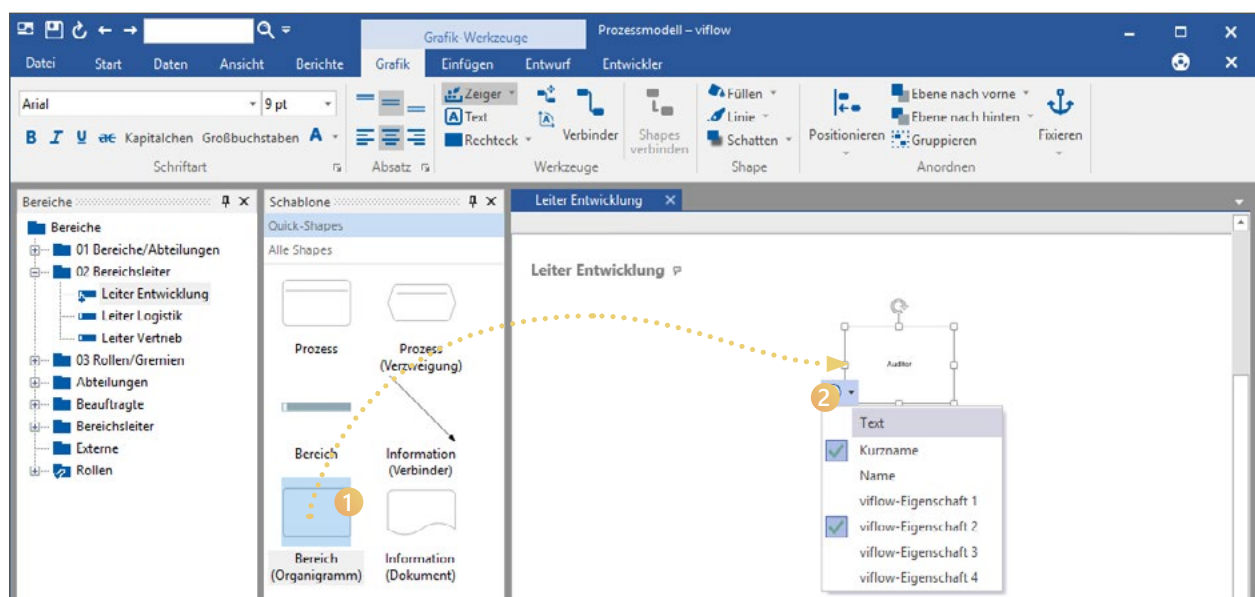 Grafik-Werkzeuge
Prozessmodell – viflow
Datei Start Daten Ansicht Berichte Grafik Einfügen Entwurf Entwickler
Arial 9 pt
Zeiger
Text
Rechteck
B I U ae Kapitälchen Großbuchstaben A
Verbinder
Shapes verbinden
Füllen
Linie
Schatten
Positionieren
Ebene nach vorne
Ebene nach hinten
Gruppieren
Fixieren
Schriftart Absatz Werkzeuge Shape Anordnen
Bereiche
Bereiche
01 Bereiche/Abteilungen
02 Bereichsleiter
Leiter Entwicklung
Leiter Logistik
Leiter Vertrieb
03 Rollen/Gremien
Abteilungen
Beauftragte
Bereichsleiter
Externe
Rollen
Schablone
Quick-Shapes
Alle Shapes
Prozess
Prozess
(Verzweigung)
Bereich
Information
(Verbinder)
1
Bereich
(Organigramm)
Information
(Dokument)
Leiter Entwicklung
Leiter Entwicklung
Auditor
2
Text
Kurzname
Name
viflow-Eigenschaft 1
viflow-Eigenschaft 2
viflow-Eigenschaft 3
viflow-Eigenschaft 4